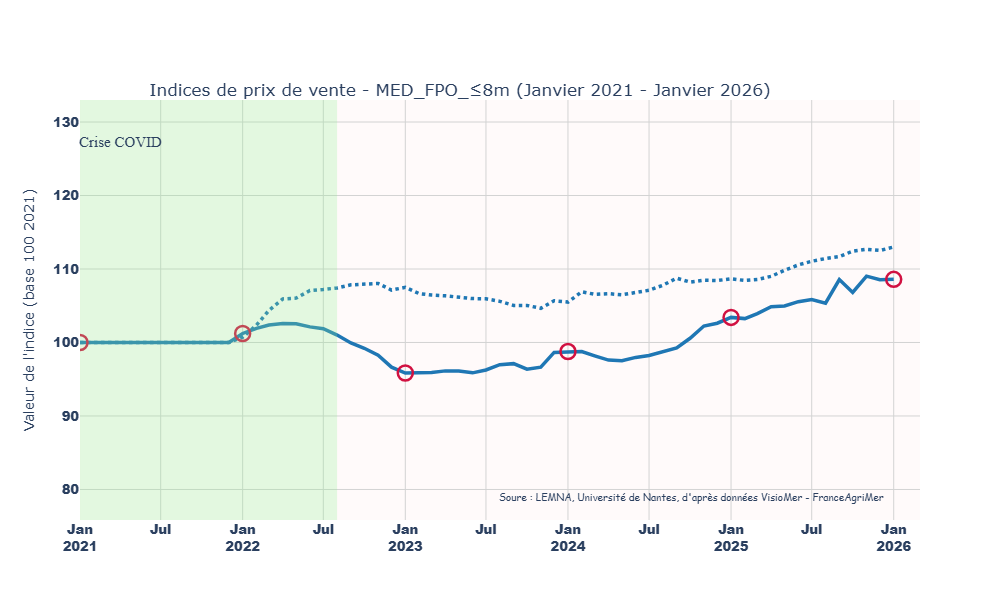 Indices de prix de vente - MED_FPO_≤8m (Janvier 2021 - Janvier 2026)
Valeur de l'indice (base 100 2021)
130
Crise COVID
120
110
100
90
80
Soure : LEMNA, Université de Nantes, d'après données VisioMer - FranceAgriMer
Jan Jul Jan Jul Jan Jul Jan Jul Jan Jul Jan
2021 2022 2023 2024 2025 2026